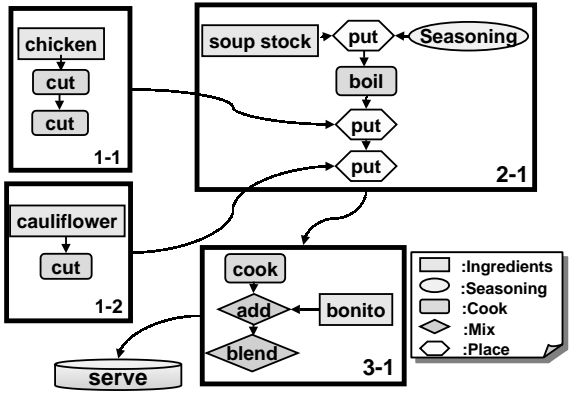 chicken
cut
cut
1-1
cauliflower
cut
1-2
soup stock
put
Seasoning
boil
put
put
2-1
cook
add
bonito
blend
3-1
serve
:Ingredients
:Seasoning
:Cook
:Mix
:Place